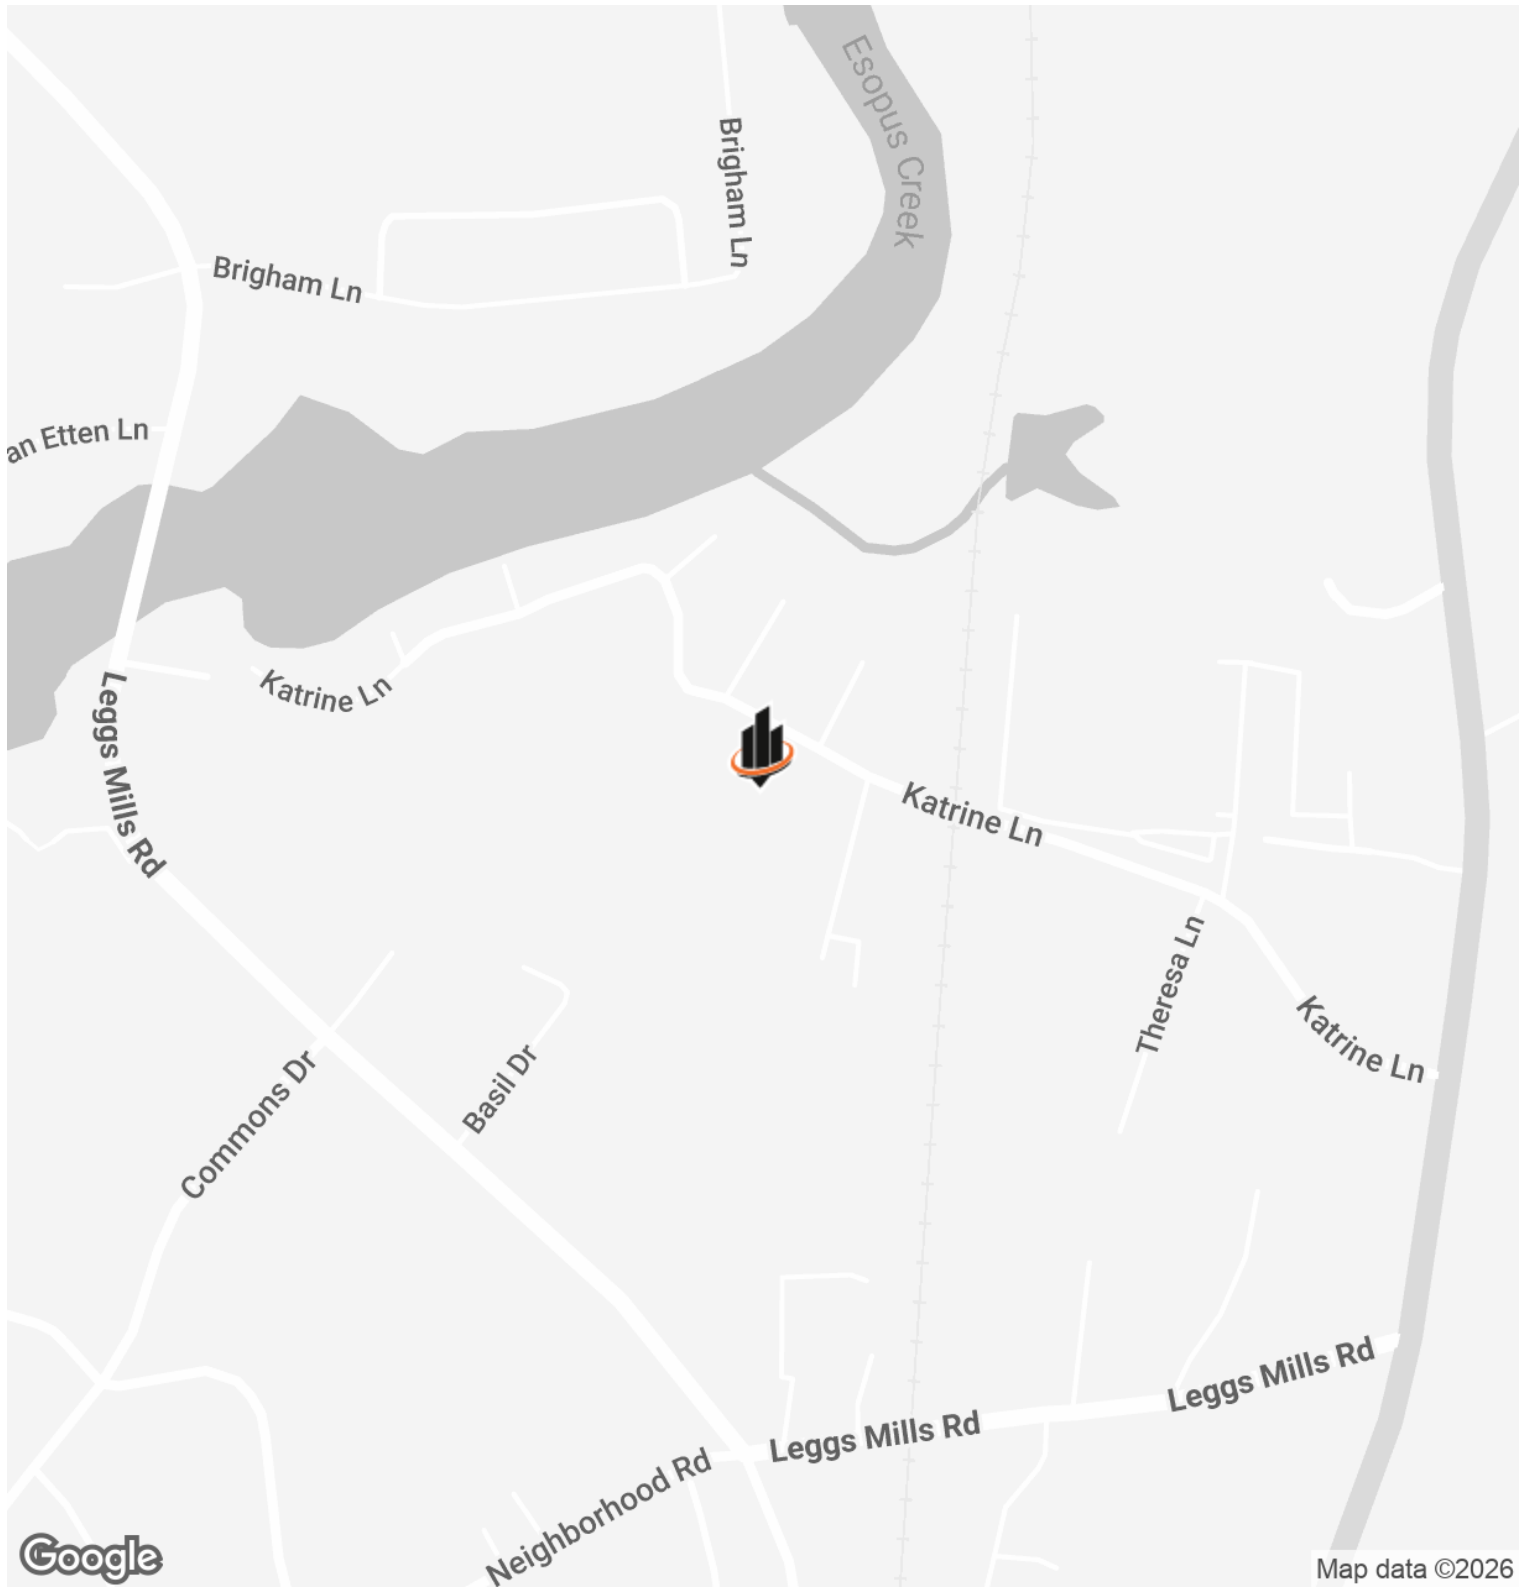 Esopus Creek
Brigham Ln
Brigham Ln
an Etten Ln
Katrine Ln
Leggs Mills Rd
Katrine Ln
Theresa Ln
Katrine Ln
Basil Dr
Commons Dr
Leggs Mills Rd
Leggs Mills Rd
Neighborhood Rd
Google
Map data ©2026